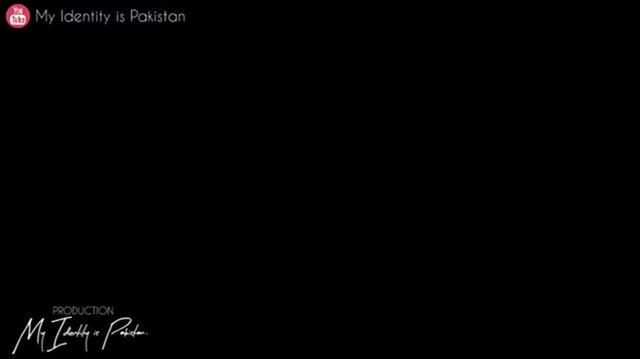 You
Tube
My Identity is Pakistan
PRODUCTION
My Identity is Pakistan.